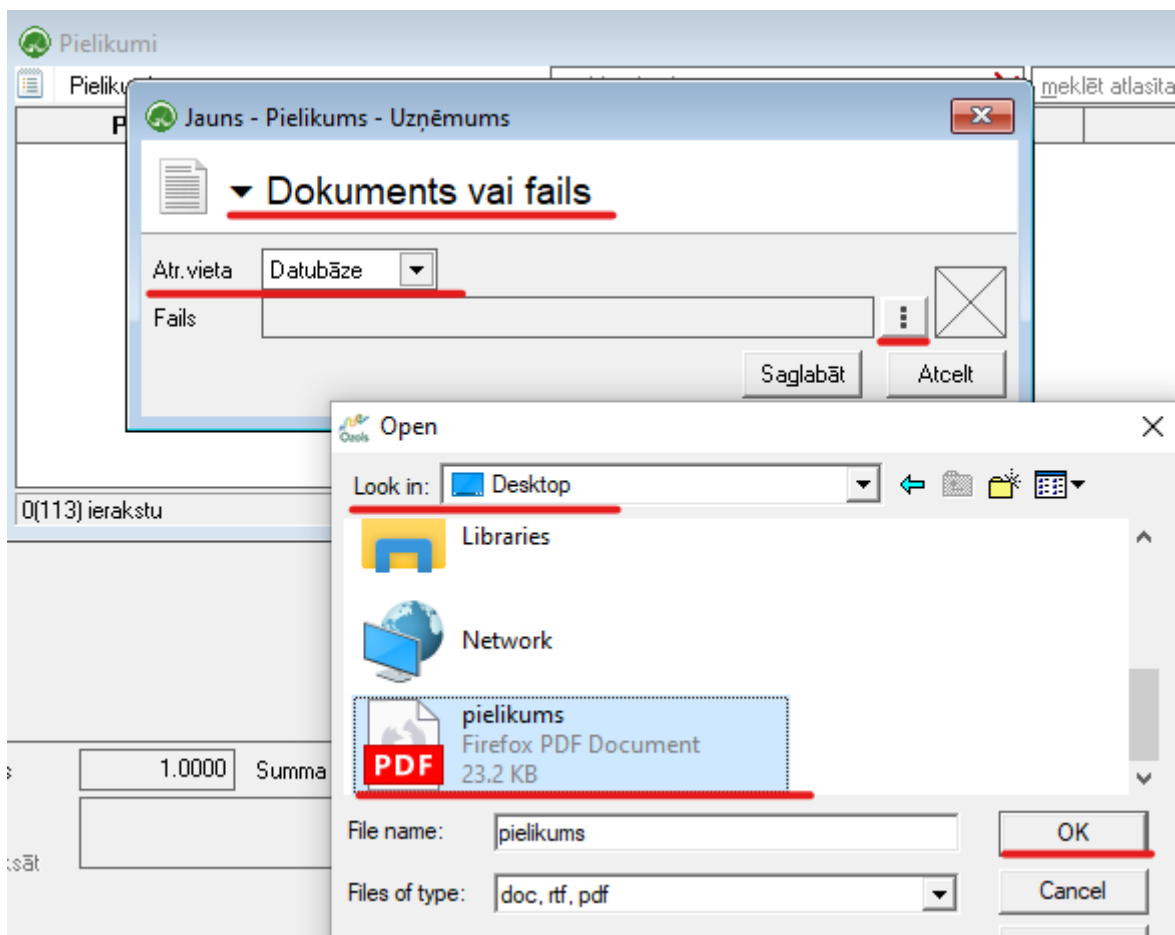 Pielikumi
meklēt atlasīta
Jauns - Pielikums - Uzņēmums
Dokuments vai fails
Atr.vieta Datubāze
Fails
Saglabāt Atcelt
0(113) ierakstu
Ozols Open
Look in: Desktop
Libraries
Network
pielikums
Firefox PDF Document
PDF 23.2 KB
1.0000 Summa
File name: pielikums OK
Files of type: doc, rtf, pdf Cancel